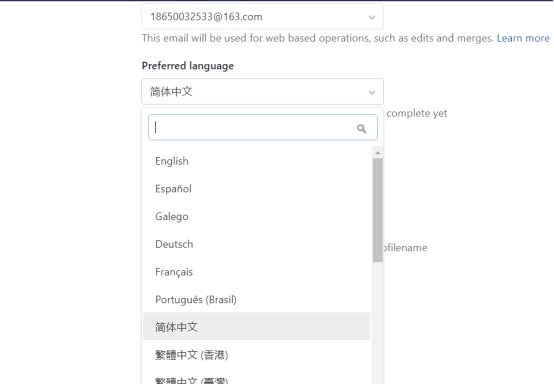 18650032533@163.com
This email will be used for web based operations, such as edits and merges. Learn more
Preferred language
简体中文
complete yet
English
Español
Galego
ofilename
Deutsch
Français
Português (Brasil)
简体中文
繁體中文 (香港)
繁體中文 (臺灣)